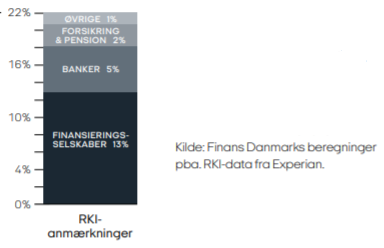 22%
ØVRIGE 1%
FORSIKRING
& PENSION 2%
16%
BANKER 5%
10%
FINANSIERINGS-
SELSKABER 13%
4%
0%
RKI-
anmærkninger
Kilde: Finans Danmarks beregninger
pba. RKI-data fra Experian.